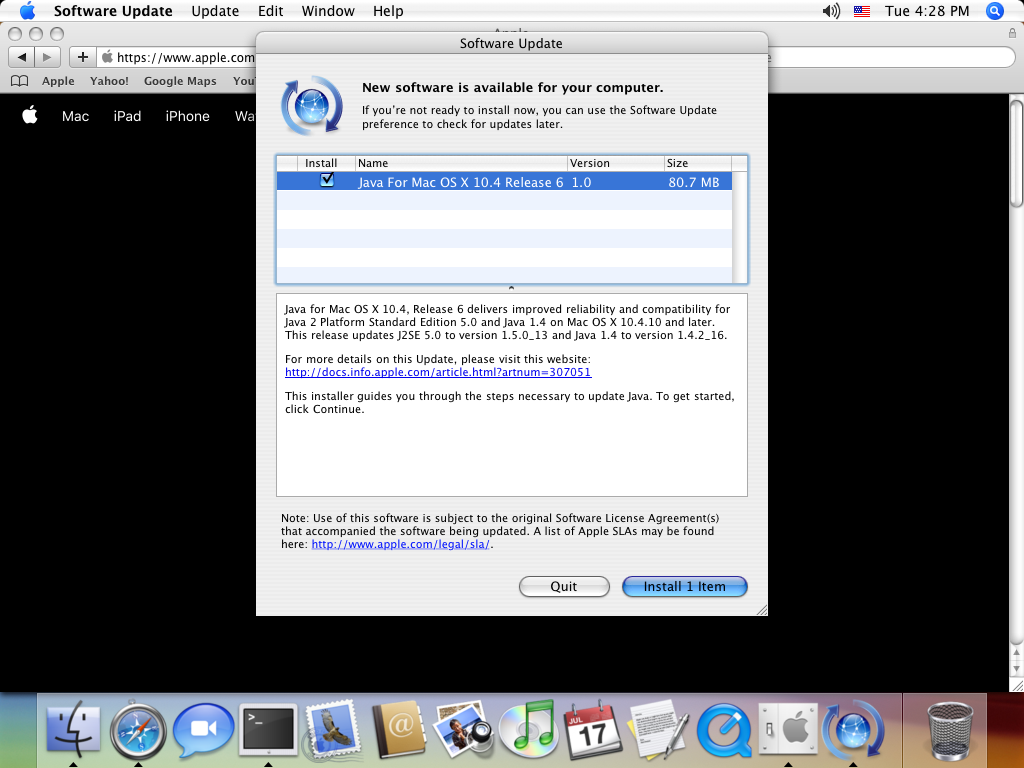 Software Update Update Edit Window Help Tue 4:28 PM
https://www.apple.com
Apple Yahoo! Google Maps
Mac iPad iPhone
Software Update
New software is available for your computer.
If you're not ready to install now, you can use the Software Update
preference to check for updates later.
Install Name Version Size
Java For Mac OS X 10.4 Release 6 1.0 80.7 MB
Java for Mac OS X 10.4, Release 6 delivers improved reliability and compatibility for
Java 2 Platform Standard Edition 5.0 and Java 1.4 on Mac OS X 10.4.10 and later.
This release updates J2SE 5.0 to version 1.5.0_13 and Java 1.4 to version 1.4.2_16.
For more details on this Update, please visit this website:
http://docs.info.apple.com/article.html?artnum=307051
This installer guides you through the steps necessary to update Java. To get started,
click Continue.
Note: Use of this software is subject to the original Software License Agreement(s)
that accompanied the software being updated. A list of Apple SLAs may be found
here: http://www.apple.com/legal/sla/.
Quit Install 1 Item
JUL
17